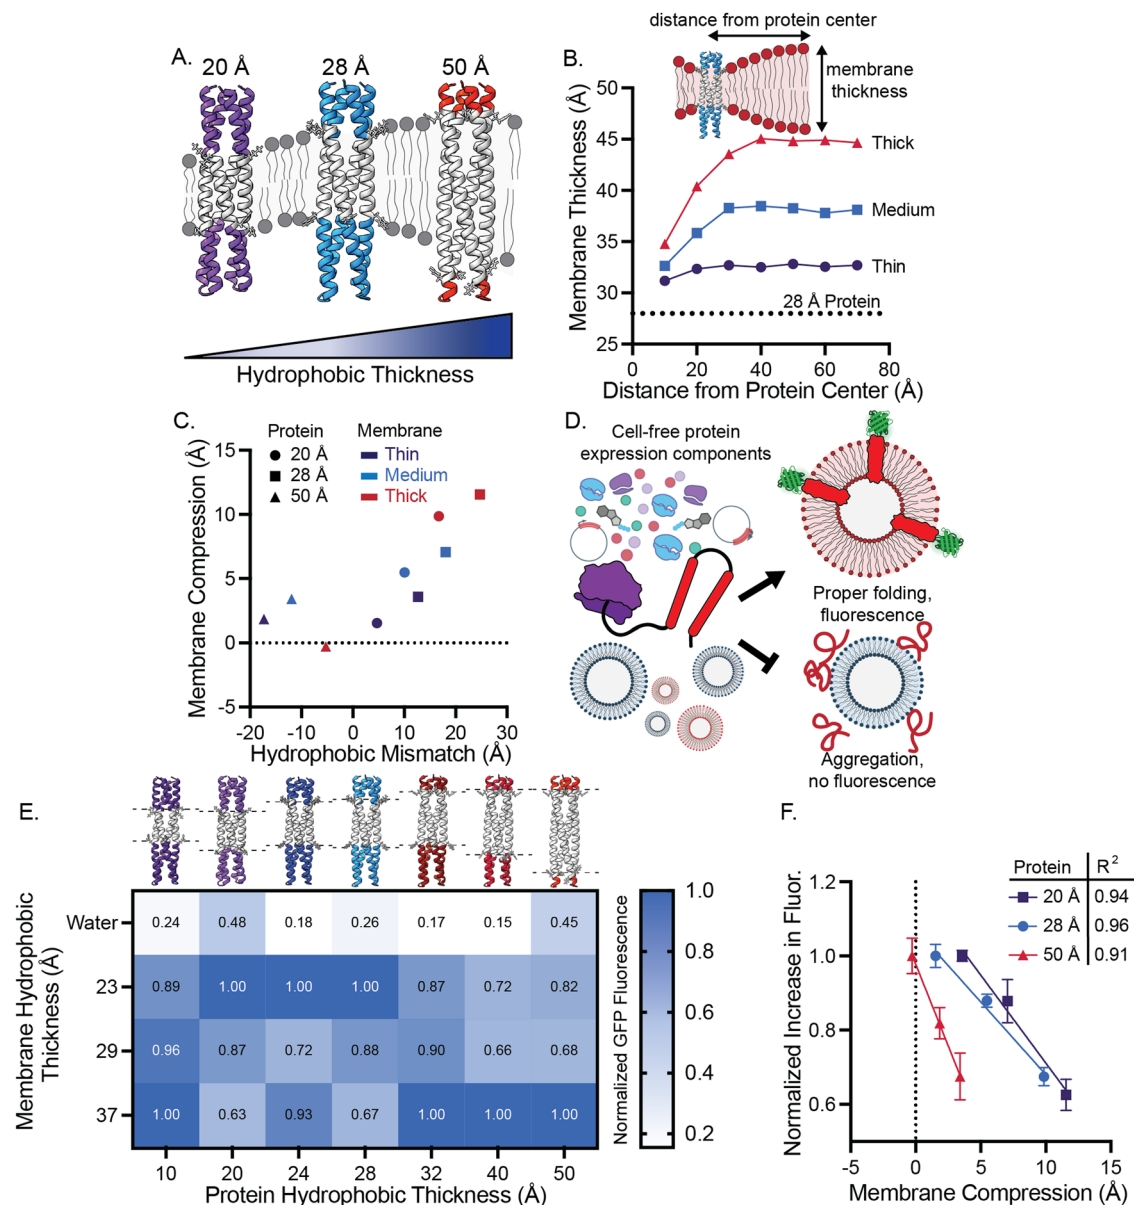 A.
20 Å 28 Å 50 Å
Hydrophobic Thickness
B.
distance from protein center
membrane
thickness
Membrane Thickness (Å)
50
45
40
35
30
25
Thick
Medium
Thin
28 Å Protein
0 20 40 60 80
Distance from Protein Center (Å)
C.
Protein
20 Å
28 Å
50 Å
Membrane
Thin
Medium
Thick
Membrane Compression (Å)
15
10
5
0
-5
-20 -10 0 10 20 30
Hydrophobic Mismatch (Å)
D.
Cell-free protein
expression components
Proper folding,
fluorescence
Aggregation,
no fluorescence
E.
Membrane Hydrophobic
Thickness (Å)
Water 0.24 0.48 0.18 0.26 0.17 0.15 0.45
23 0.89 1.00 1.00 1.00 0.87 0.72 0.82
29 0.96 0.87 0.72 0.88 0.90 0.66 0.68
37 1.00 0.63 0.93 0.67 1.00 1.00 1.00
10 20 24 28 32 40 50
Protein Hydrophobic Thickness (Å)
Normalized GFP Fluorescence
1.0
0.8
0.6
0.4
0.2
F.
Protein R²
20 Å 0.94
28 Å 0.96
50 Å 0.91
Normalized Increase in Fluor.
1.2
1.0
0.8
0.6
-5 0 5 10 15
Membrane Compression (Å)